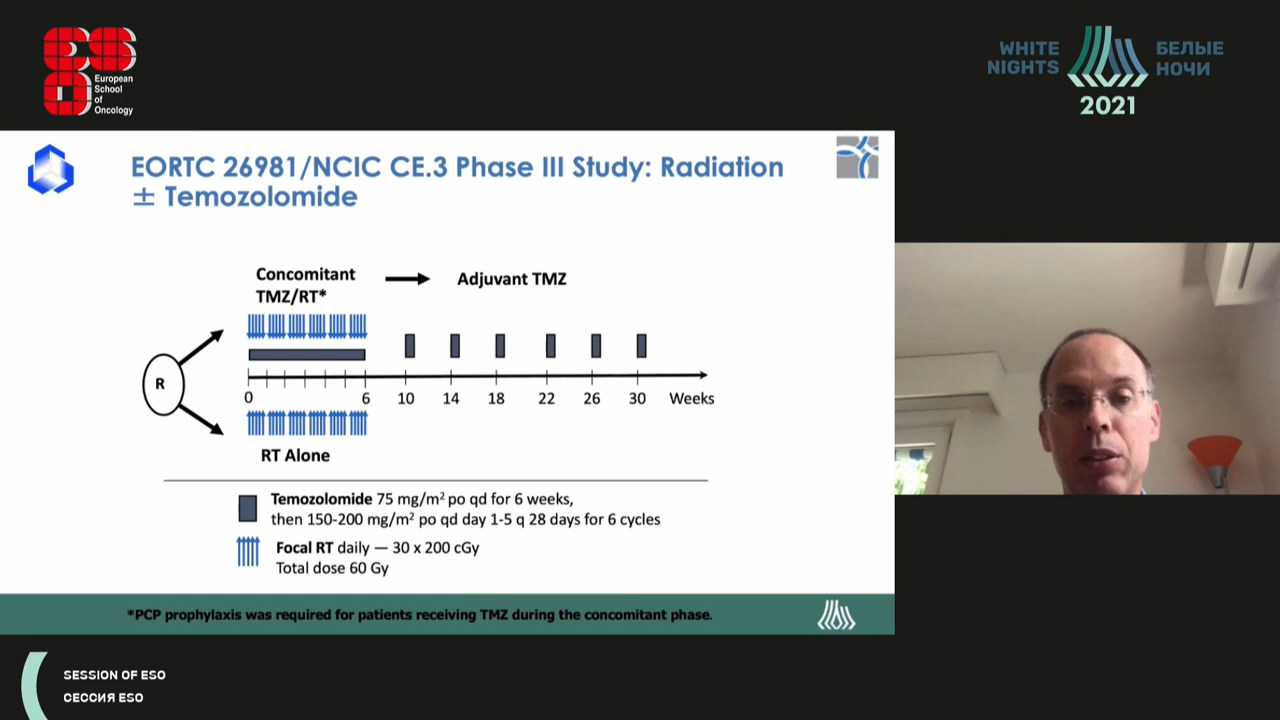 European
School
of
Oncology
WHITE
NIGHTS
БЕЛЫЕ
НОЧИ
2021
EORTC 26981/NCIC CE.3 Phase III Study: Radiation
± Temozolomide
Concomitant
TMZ/RT*
Adjuvant TMZ
R
0 6 10 14 18 22 26 30 Weeks
RT Alone
Temozolomide 75 mg/m² po qd for 6 weeks,
then 150-200 mg/m² po qd day 1-5 q 28 days for 6 cycles
Focal RT daily — 30 x 200 cGy
Total dose 60 Gy
*PCP prophylaxis was required for patients receiving TMZ during the concomitant phase.
SESSION OF ESO
СЕССИЯ ESO